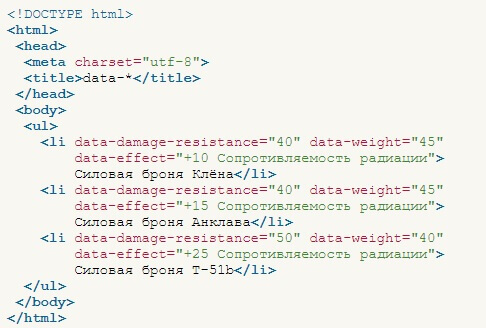 <!DOCTYPE html>
<html>
<head>
<meta charset="utf-8">
<title>data-*</title>
</head>
<body>
<ul>
<li data-damage-resistance="40" data-weight="45"
data-effect="+10 Сопротивляемость радиации">
Силовая броня Клёна</li>
<li data-damage-resistance="40" data-weight="45"
data-effect="+15 Сопротивляемость радиации">
Силовая броня Анклава</li>
<li data-damage-resistance="50" data-weight="40"
data-effect="+25 Сопротивляемость радиации">
Силовая броня T-51b</li>
</ul>
</body>
</html>